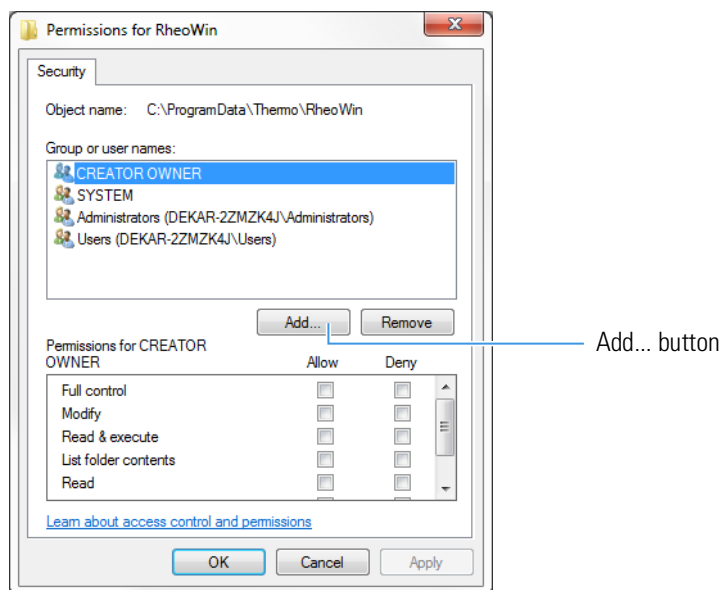 Permissions for RheoWin
Security
Object name: C:\ProgramData\Thermo\RheoWin
Group or user names:
CREATOR OWNER
SYSTEM
Administrators (DEKAR-2ZMZK4J\Administrators)
Users (DEKAR-2ZMZK4J\Users)
Add... Remove
Add... button
Permissions for CREATOR
OWNER Allow Deny
Full control
Modify
Read & execute
List folder contents
Read
Learn about access control and permissions
OK Cancel Apply